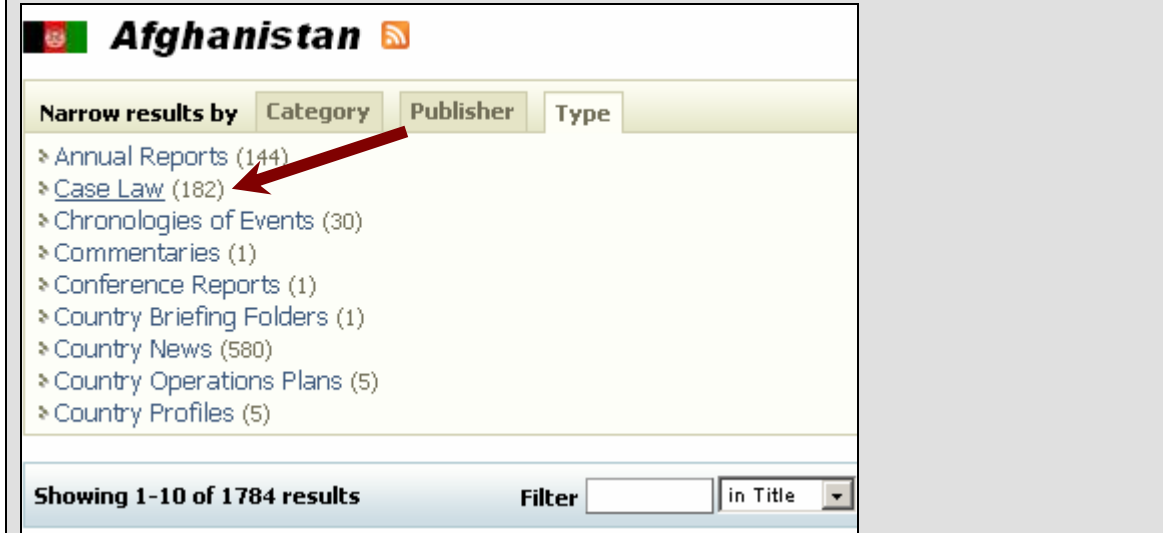 Afghanistan
Narrow results by Category Publisher Type
Annual Reports (144)
Case Law (182)
Chronologies of Events (30)
Commentaries (1)
Conference Reports (1)
Country Briefing Folders (1)
Country News (580)
Country Operations Plans (5)
Country Profiles (5)
Showing 1-10 of 1784 results Filter in Title